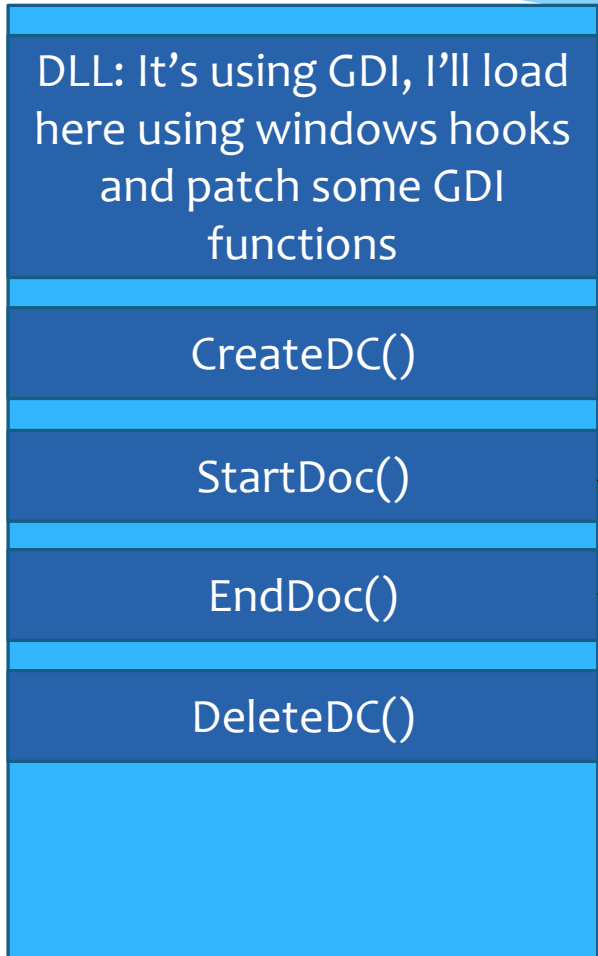 DLL: It’s using GDI, I’ll load
here using windows hooks
and patch some GDI
functions
CreateDC()
StartDoc()
EndDoc()
DeleteDC()